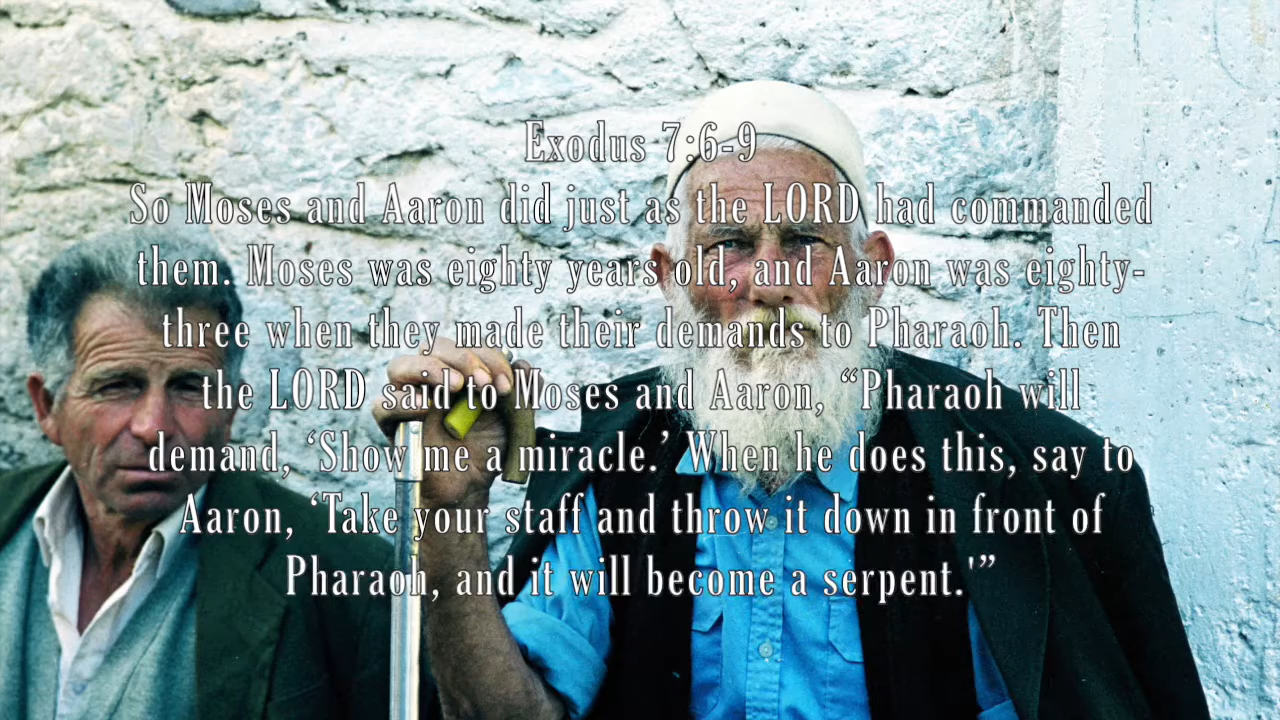 Exodus 7:6-9
So Moses and Aaron did just as the LORD had commanded
them. Moses was eighty years old, and Aaron was eighty-
three when they made their demands to Pharaoh. Then
the LORD said to Moses and Aaron, “Pharaoh will
demand, ‘Show me a miracle.’ When he does this, say to
Aaron, ‘Take your staff and throw it down in front of
Pharaoh, and it will become a serpent.'”